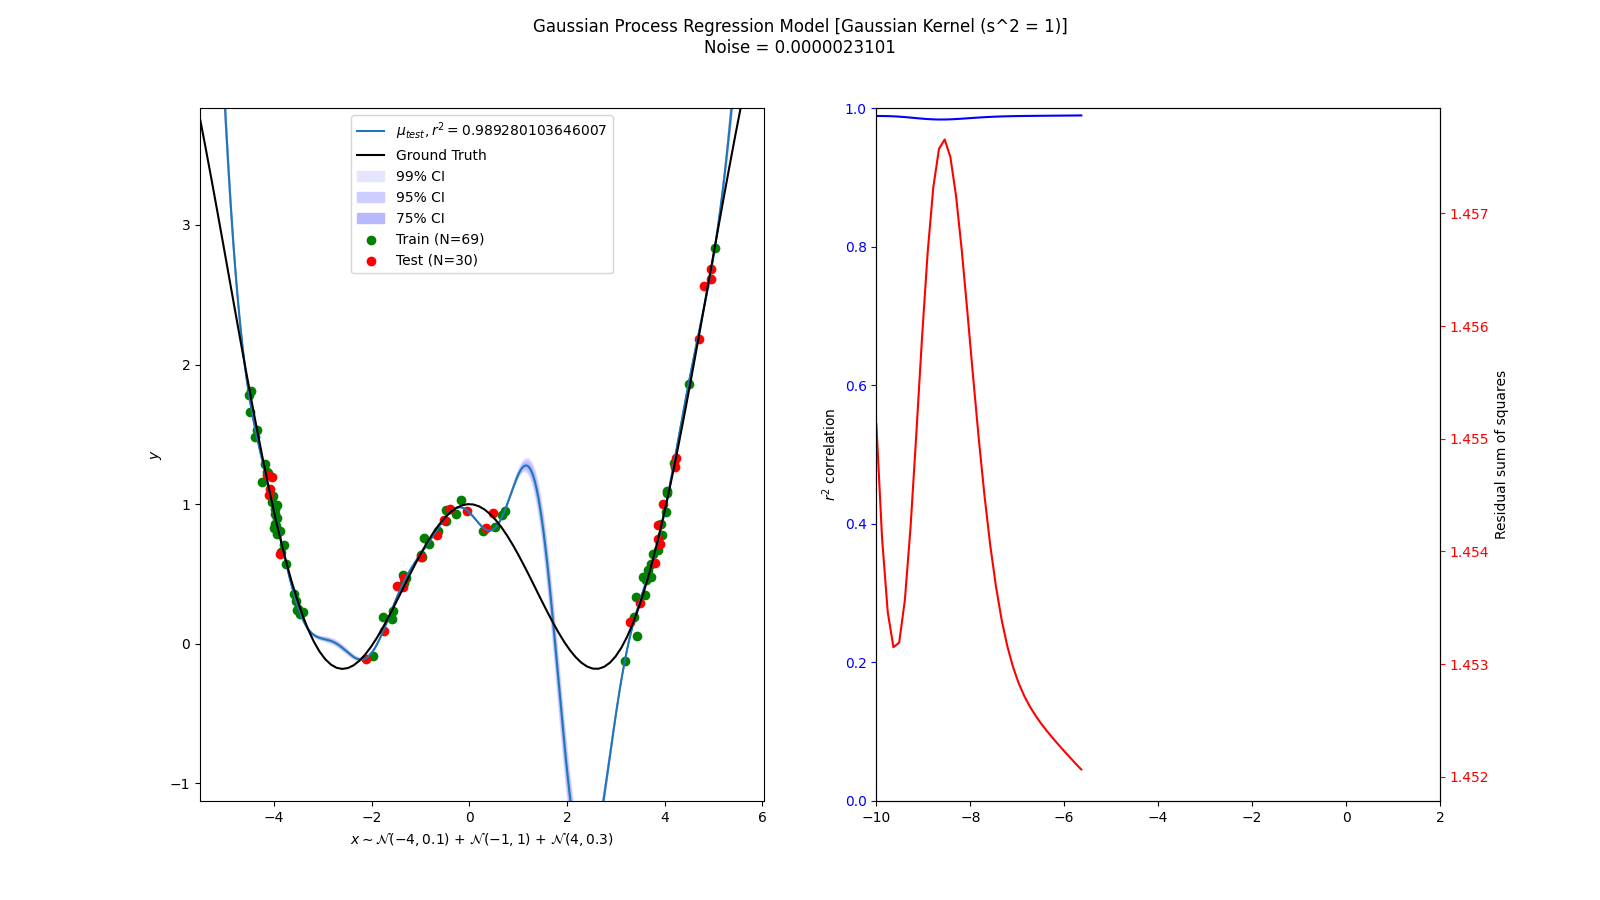 Gaussian Process Regression Model [Gaussian Kernel (s^2 = 1)]
Noise = 0.0000023101
μ_test, r² = 0.989280103646007
Ground Truth
99% CI
95% CI
75% CI
Train (N=69)
Test (N=30)
3
2
1
0
−1
y
−4
−2
0
2
4
6
x ∼ 𝒩(−4, 0.1) + 𝒩(−1, 1) + 𝒩(4, 0.3)
1.0
0.8
0.6
0.4
0.2
0.0
r² correlation
−10
−8
−6
−4
−2
0
2
1.457
1.456
1.455
1.454
1.453
1.452
Residual sum of squares